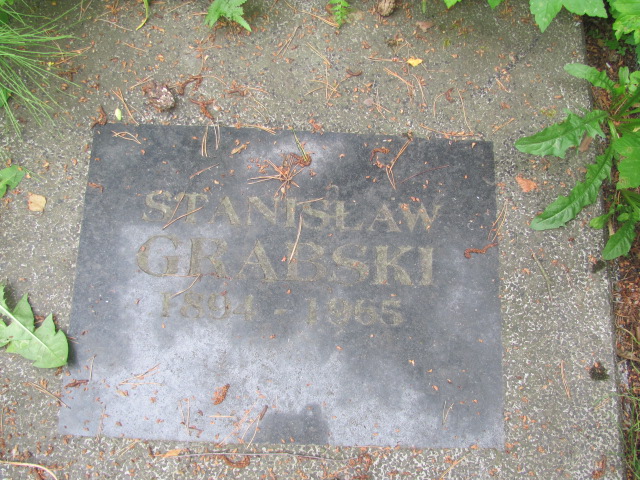 STANISŁAW
GRABSKI
1894 - 1965